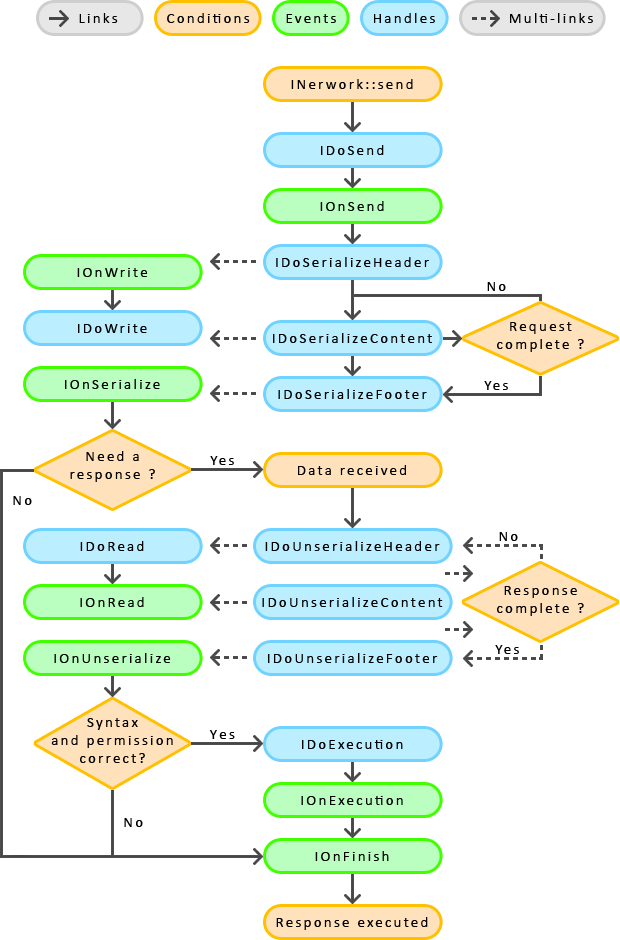 Links
Conditions
Events
Handles
Multi-links
INerwork::send
IDoSend
IOnSend
IDoSerializeHeader
IOnWrite
No
IDoWrite
IDoSerializeContent
Request
complete ?
IOnSerialize
IDoSerializeFooter
Yes
Need a
response ?
Yes
Data received
No
IDoRead
IDoUnserializeHeader
No
IOnRead
IDoUnserializeContent
Response
complete ?
IOnUnserialize
IDoUnserializeFooter
Yes
Syntax
and permission
correct?
Yes
IDoExecution
IOnExecution
No
IOnFinish
Response executed